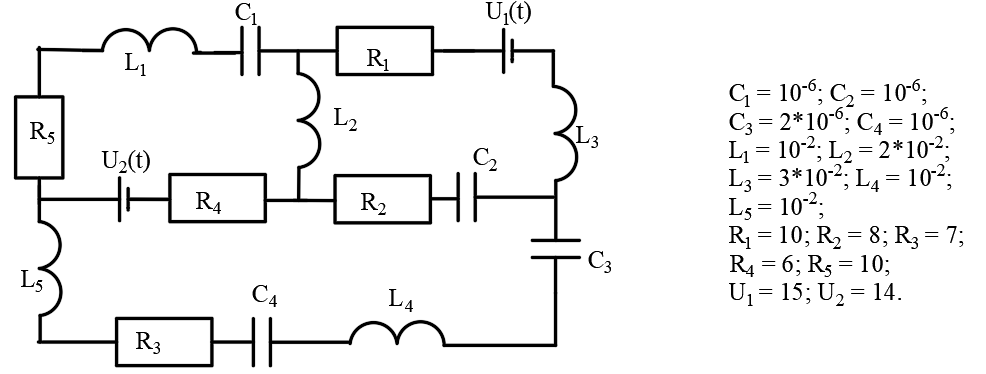 C₁
U₁(t)
L₁
R₁
R₅
L₂
L₃
U₂(t)
C₂
R₄
R₂
L₅
C₃
C₄
L₄
R₃
C₁ = 10⁻⁶; C₂ = 10⁻⁶;
C₃ = 2*10⁻⁶; C₄ = 10⁻⁶;
L₁ = 10⁻²; L₂ = 2*10⁻²;
L₃ = 3*10⁻²; L₄ = 10⁻²;
L₅ = 10⁻²;
R₁ = 10; R₂ = 8; R₃ = 7;
R₄ = 6; R₅ = 10;
U₁ = 15; U₂ = 14.